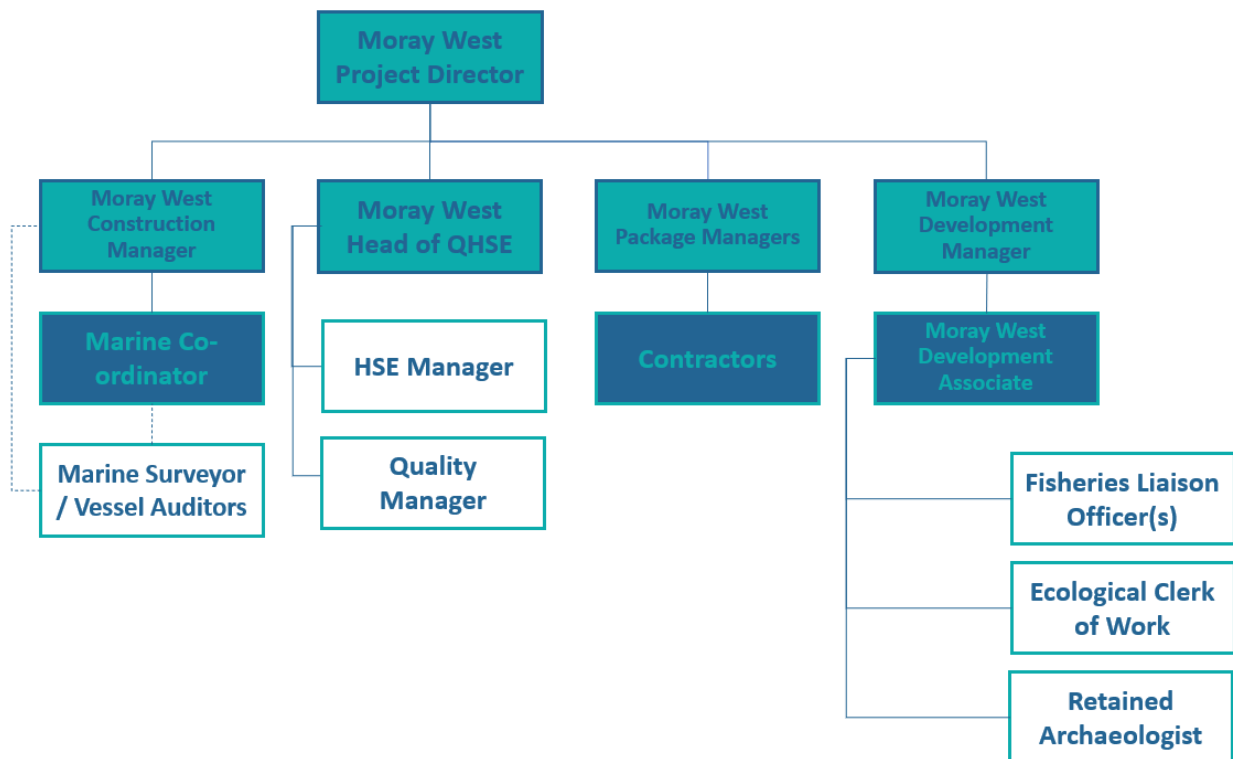 Moray West
Project Director
Moray West
Construction
Manager
Moray West
Head of QHSE
Moray West
Package Managers
Moray West
Development
Manager
Marine Co-
ordinator
HSE Manager
Contractors
Moray West
Development
Associate
Marine Surveyor
/ Vessel Auditors
Quality
Manager
Fisheries Liaison
Officer(s)
Ecological Clerk
of Work
Retained
Archaeologist